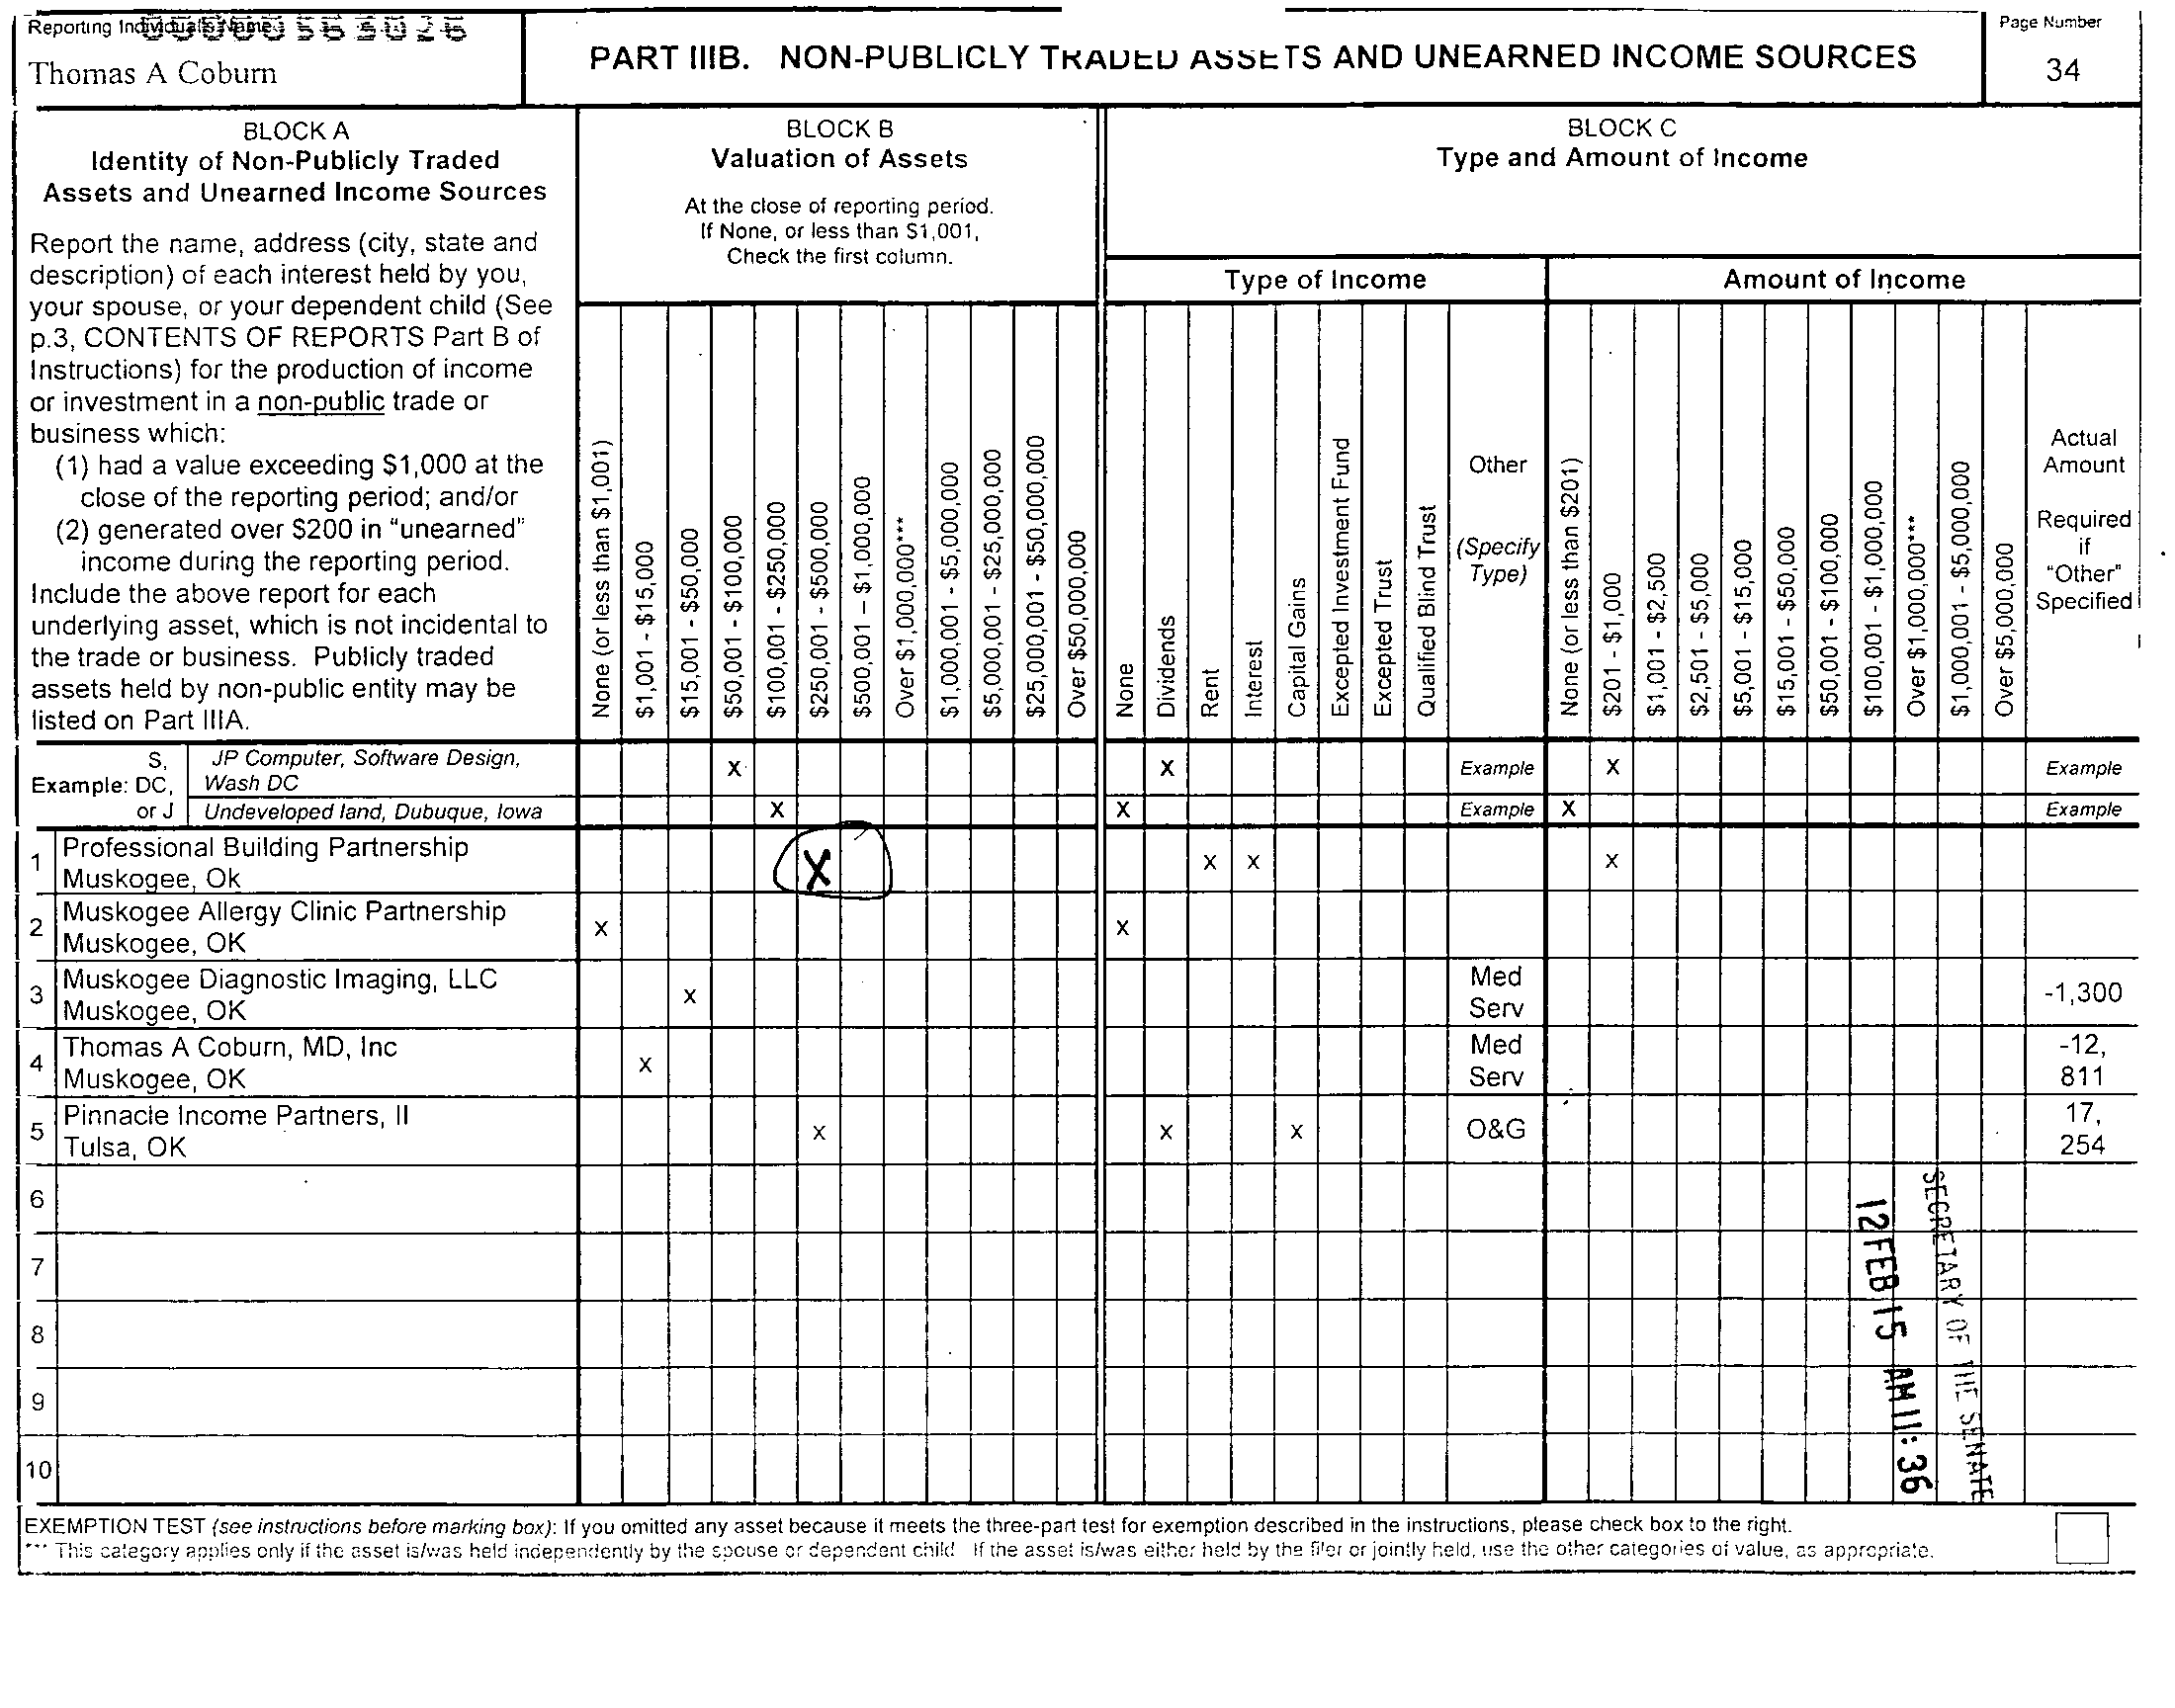 Reporting Individual's Name
Thomas A Coburn
PART IIIB. NON-PUBLICLY TRADED ASSETS AND UNEARNED INCOME SOURCES
Page Number
34
BLOCK A
Identity of Non-Publicly Traded
Assets and Unearned Income Sources
Report the name, address (city, state and
description) of each interest held by you,
your spouse, or your dependent child (See
p.3, CONTENTS OF REPORTS Part B of
Instructions) for the production of income
or investment in a non-public trade or
business which:
(1) had a value exceeding $1,000 at the
close of the reporting period; and/or
(2) generated over $200 in "unearned"
income during the reporting period.
Include the above report for each
underlying asset, which is not incidental to
the trade or business. Publicly traded
assets held by non-public entity may be
listed on Part IIIA.
BLOCK B
Valuation of Assets
At the close of reporting period.
If None, or less than $1,001,
Check the first column.
None (or less than $1,001)
$1,001 - $15,000
$15,001 - $50,000
$50,001 - $100,000
$100,001 - $250,000
$250,001 - $500,000
$500,001 – $1,000,000
Over $1,000,000***
$1,000,001 - $5,000,000
$5,000,001 - $25,000,000
$25,000,001 - $50,000,000
Over $50,000,000
BLOCK C
Type and Amount of Income
Type of Income
None
Dividends
Rent
Interest
Capital Gains
Excepted Investment Fund
Excepted Trust
Qualified Blind Trust
Other
(Specify
Type)
Amount of Income
None (or less than $201)
$201 - $1,000
$1,001 - $2,500
$2,501 - $5,000
$5,001 - $15,000
$15,001 - $50,000
$50,001 - $100,000
$100,001 - $1,000,000
Over $1,000,000***
$1,000,001 - $5,000,000
Over $5,000,000
Actual
Amount
Required
if
"Other"
Specified
Example: S, DC, or J
JP Computer, Software Design,
Wash DC
X X Example X Example
Undeveloped land, Dubuque, Iowa X X Example X Example
1 Professional Building Partnership
Muskogee, Ok
X X X X
2 Muskogee Allergy Clinic Partnership
Muskogee, OK
X X
3 Muskogee Diagnostic Imaging, LLC
Muskogee, OK
X Med
Serv
-1,300
4 Thomas A Coburn, MD, Inc
Muskogee, OK
X Med
Serv
-12,
811
5 Pinnacle Income Partners, II
Tulsa, OK
X X X O&G
17,
254
6
7
8
9
10
SECRETARY OF THE SENATE
12 FEB 15 AM 11: 36
EXEMPTION TEST (see instructions before marking box): If you omitted any asset because it meets the three-part test for exemption described in the instructions, please check box to the right.
*** This category applies only if the asset is/was held independently by the spouse or dependent child. If the asset is/was either held by the filer or jointly held, use the other categories of value, as appropriate.